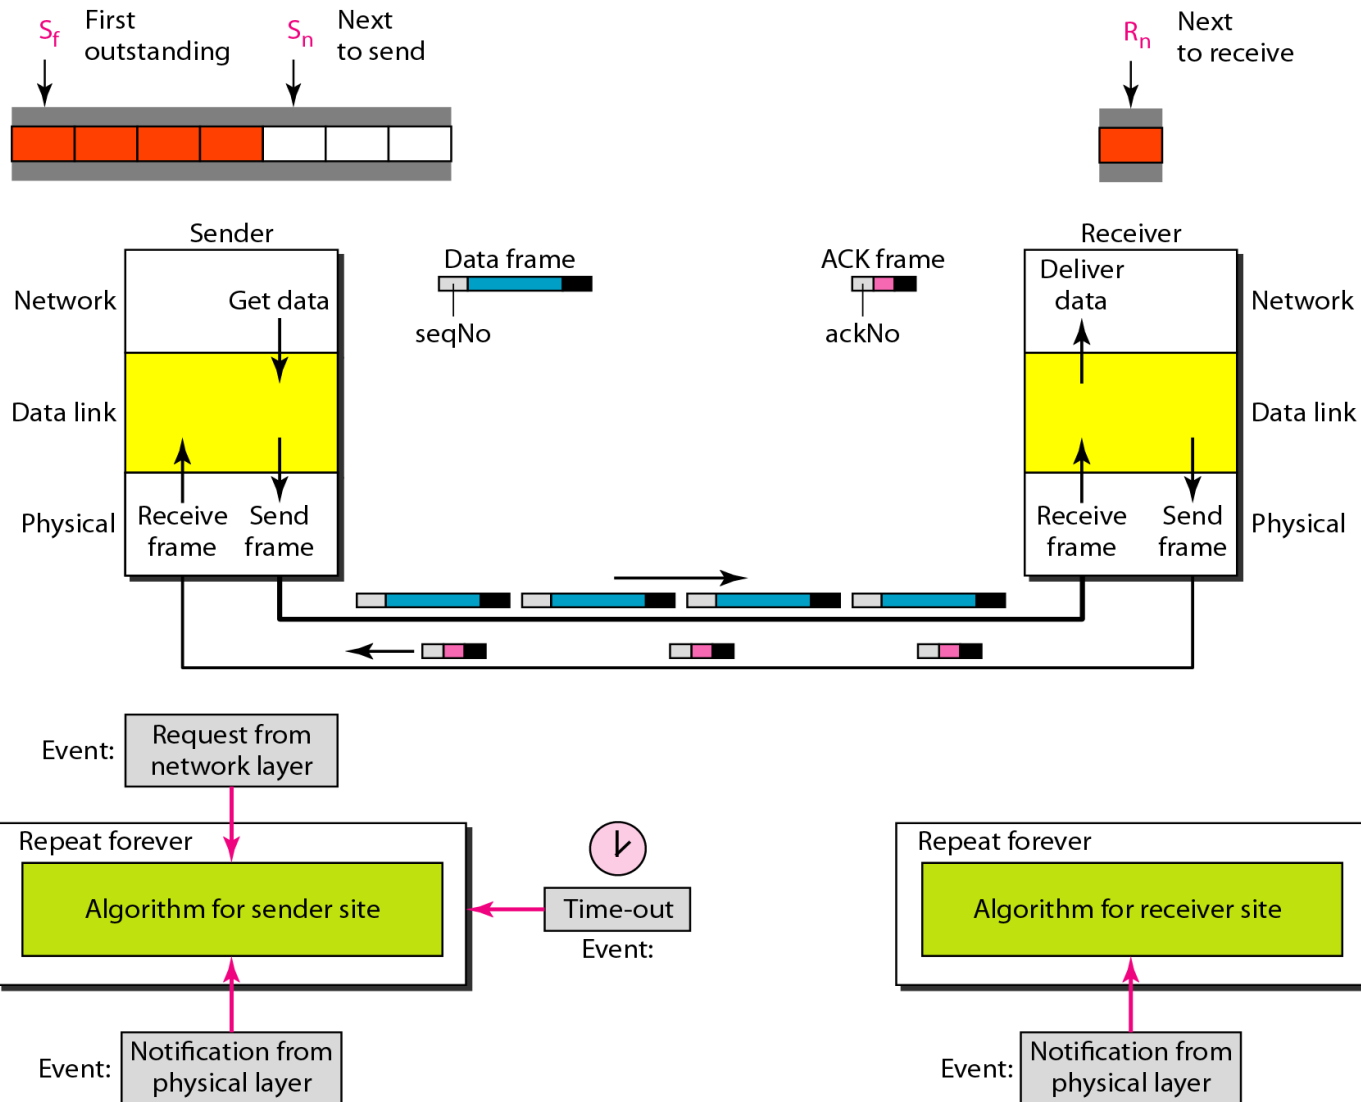 Sf First
outstanding
Sn Next
to send
Rn Next
to receive
Sender
Receiver
Data frame
seqNo
ACK frame
ackNo
Network
Get data
Deliver
data
Network
Data link
Data link
Physical
Receive
frame
Send
frame
Receive
frame
Send
frame
Physical
Event:
Request from
network layer
Repeat forever
Algorithm for sender site
Time-out
Event:
Repeat forever
Algorithm for receiver site
Event:
Notification from
physical layer
Event:
Notification from
physical layer